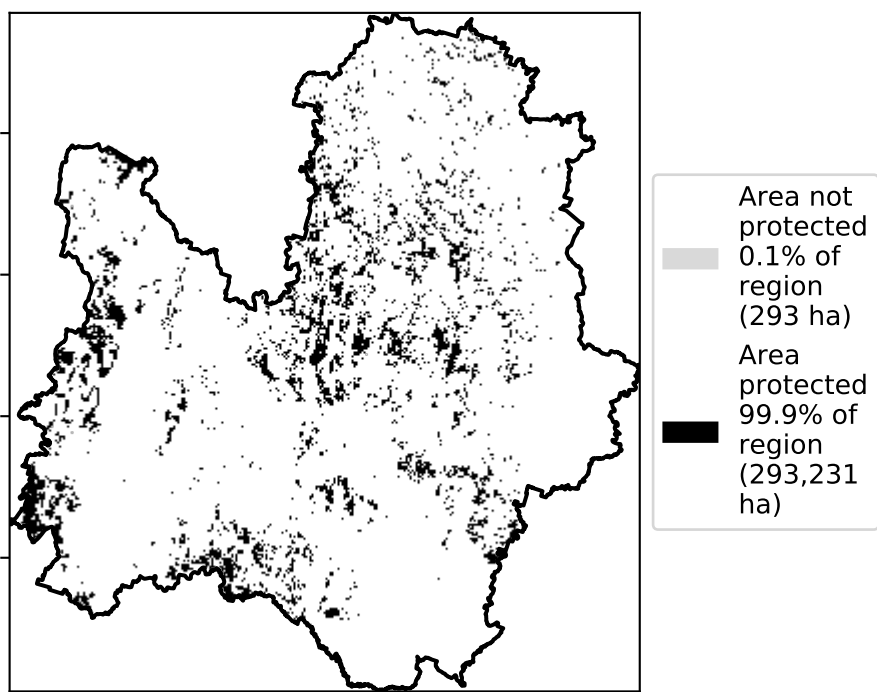 Area not
protected
0.1% of
region
(293 ha)
Area
protected
99.9% of
region
(293,231
ha)